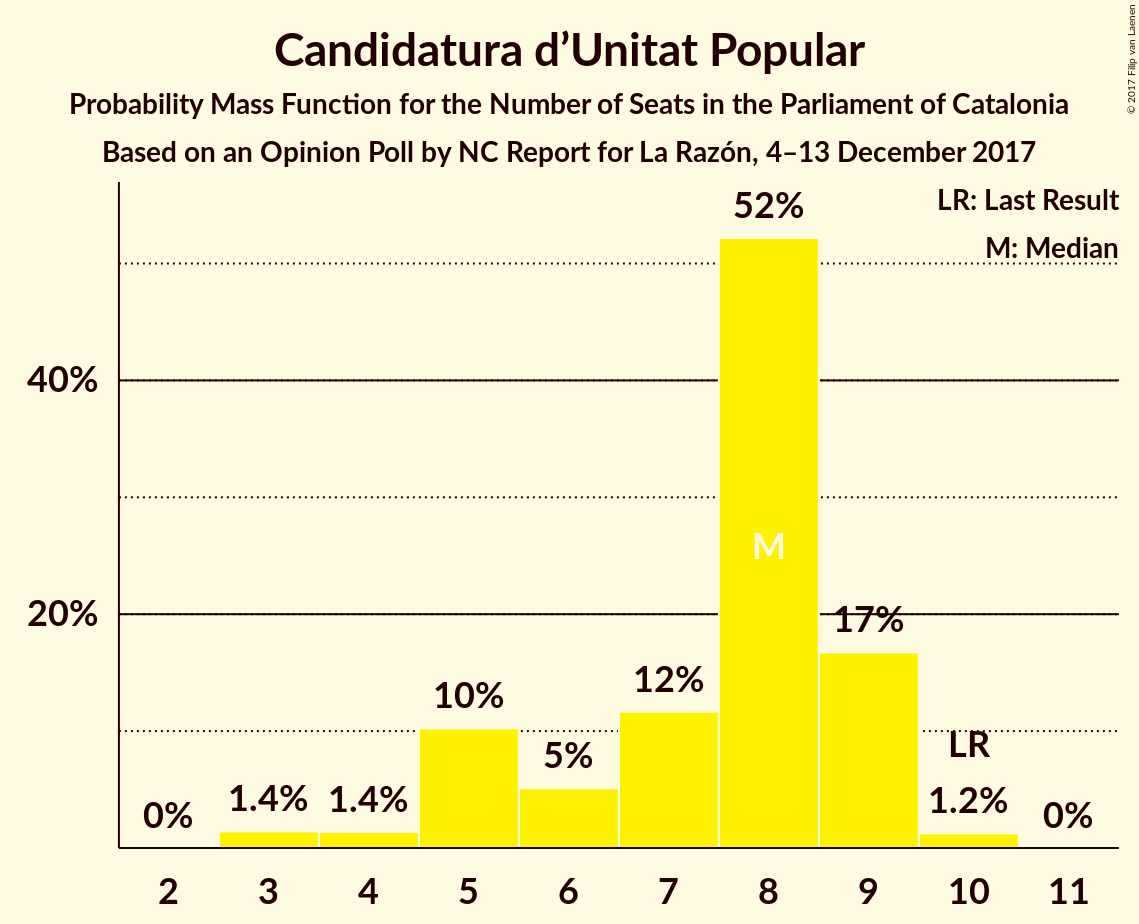 Candidatura d’Unitat Popular
Probability Mass Function for the Number of Seats in the Parliament of Catalonia
Based on an Opinion Poll by NC Report for La Razón, 4–13 December 2017
© 2017 Filip van Laenen
LR: Last Result
M: Median
52%
40%
M
20%
17%
12%
10%
5%
LR
1.4%
1.4%
1.2%
0%
0%
2 3 4 5 6 7 8 9 10 11